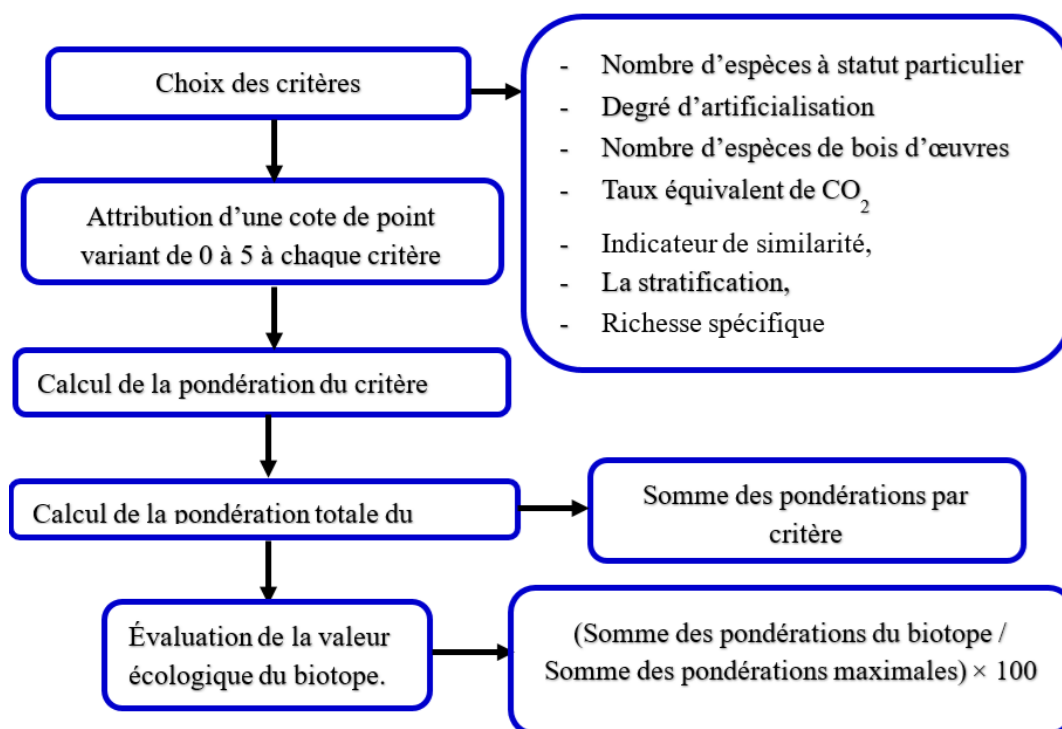 Choix des critères
- Nombre d’espèces à statut particulier
- Degré d’artificialisation
- Nombre d’espèces de bois d’œuvres
- Taux équivalent de CO2
- Indicateur de similarité,
- La stratification,
- Richesse spécifique
Attribution d’une cote de point
variant de 0 à 5 à chaque critère
Calcul de la pondération du critère
Calcul de la pondération totale du
Somme des pondérations par
critère
Évaluation de la valeur
écologique du biotope.
(Somme des pondérations du biotope /
Somme des pondérations maximales) × 100